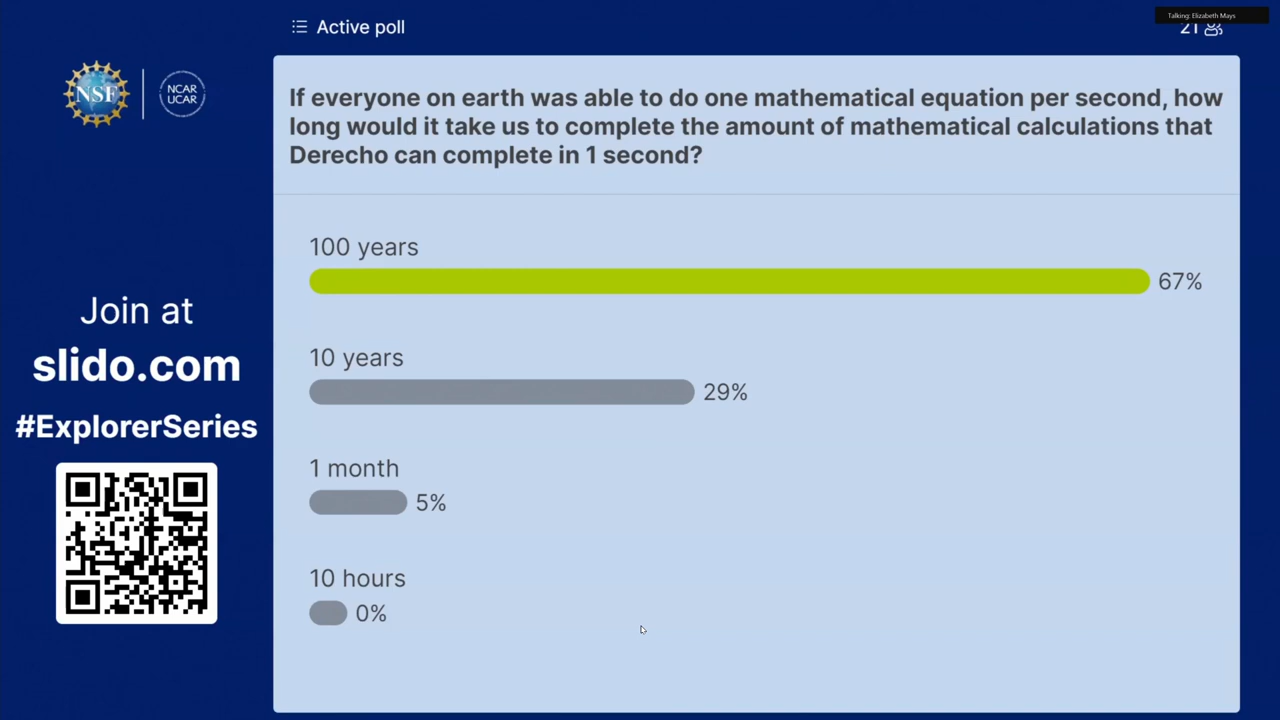 Talking: Elizabeth Mays
Active poll
21
NSF
NCAR
UCAR
If everyone on earth was able to do one mathematical equation per second, how
long would it take us to complete the amount of mathematical calculations that
Derecho can complete in 1 second?
100 years
67%
10 years
29%
1 month
5%
10 hours
0%
Join at
slido.com
#ExplorerSeries